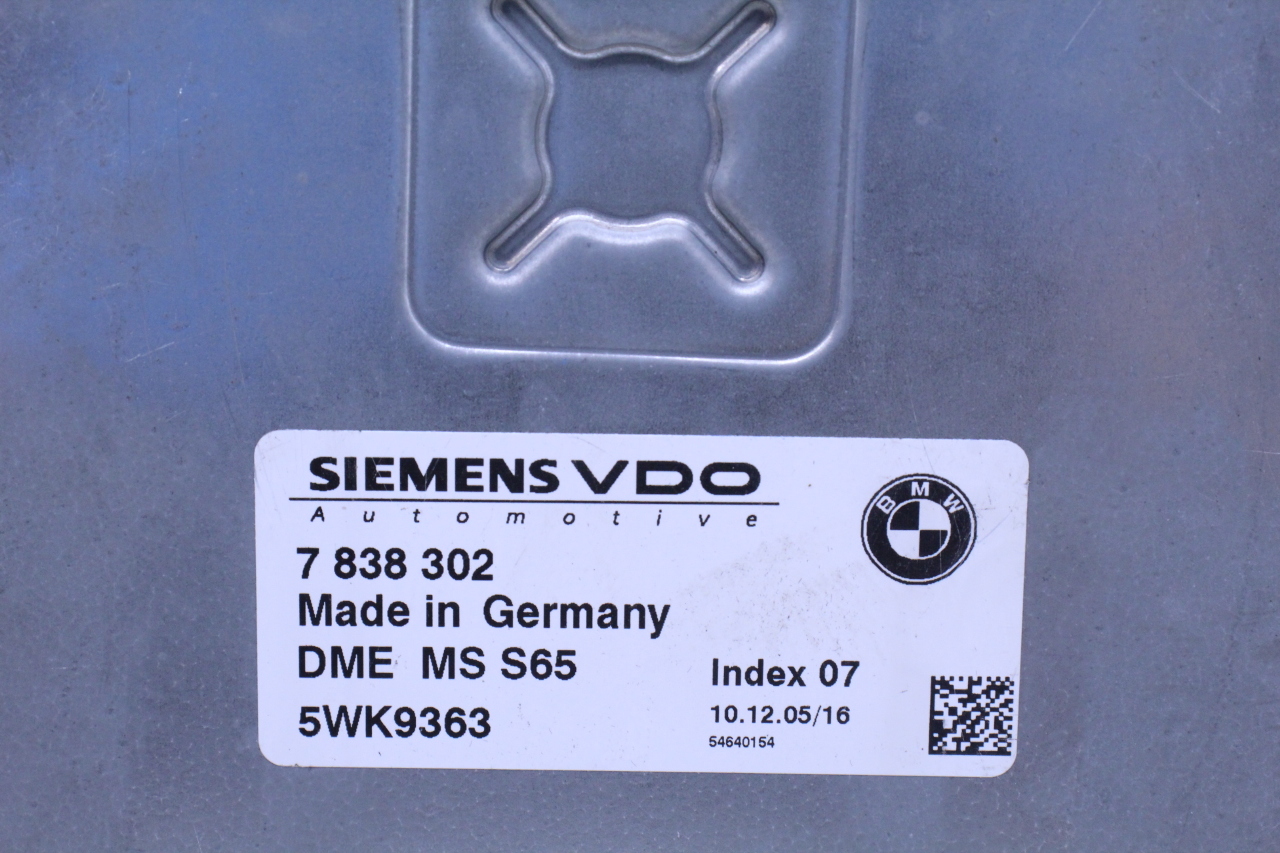 SIEMENS VDO
Automotive
BMW
7 838 302
Made in Germany
DME MS S65
Index 07
5WK9363
10.12.05/16
54640154